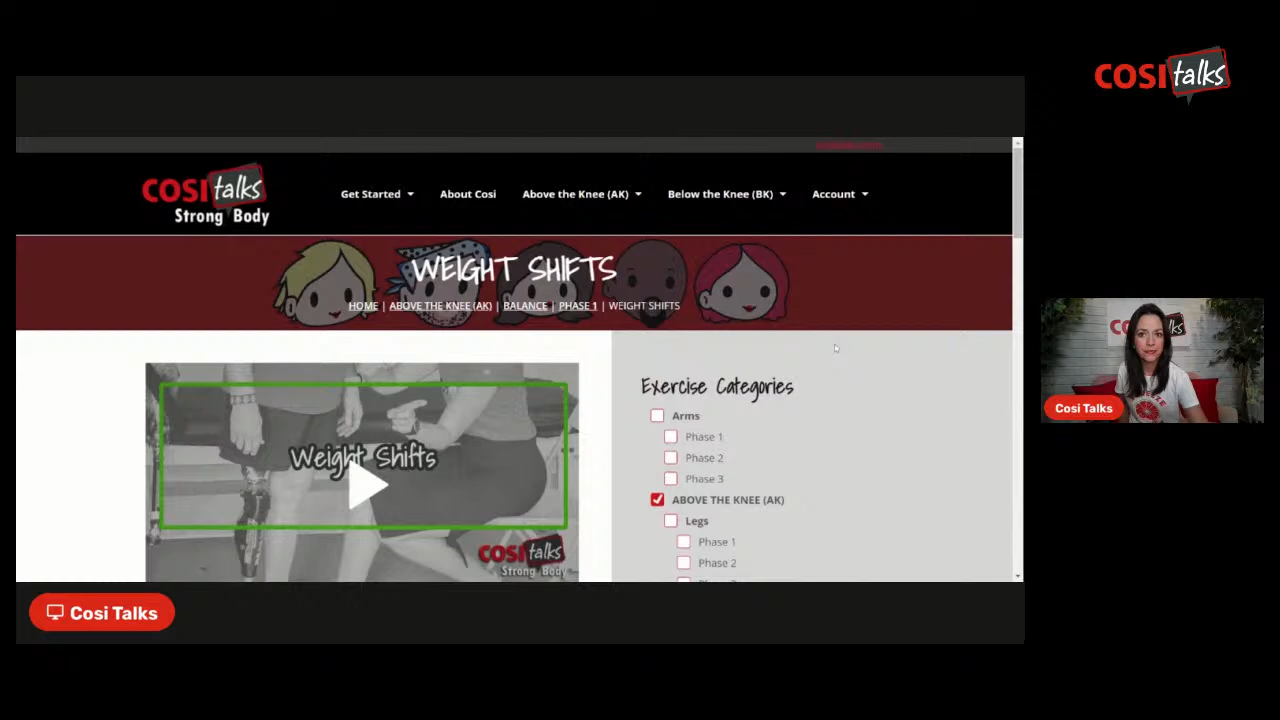 COSI talks
COSI talks
Strong Body
Get Started
About Cosi
Above the Knee (AK)
Below the Knee (BK)
Account
WEIGHT SHIFTS
HOME | ABOVE THE KNEE (AK) | BALANCE | PHASE 1 | WEIGHT SHIFTS
Weight Shifts
COSI talks
Strong Body
Exercise Categories
Arms
Phase 1
Phase 2
Phase 3
ABOVE THE KNEE (AK)
Legs
Phase 1
Phase 2
Cosi Talks
Cosi Talks